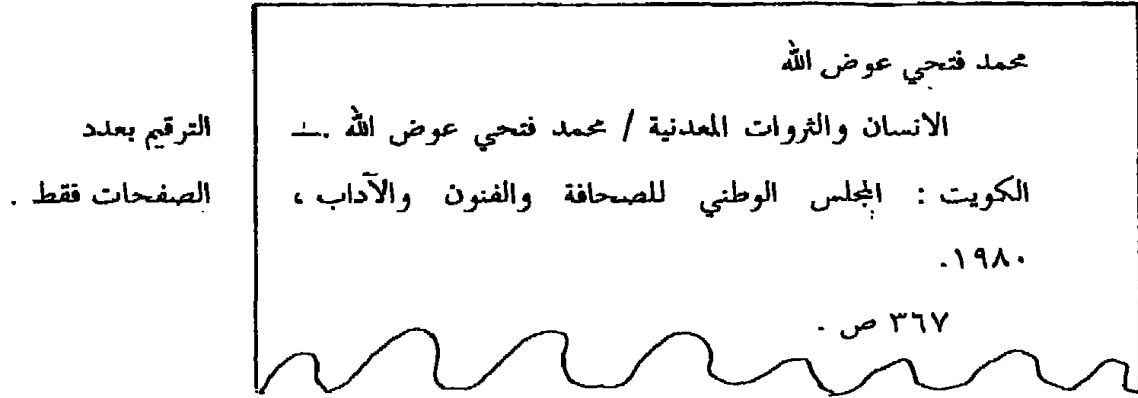 محمد فتحي عوض الله
الانسان والثروات المعدنية / محمد فتحي عوض الله .ــ
الكويت : المجلس الوطني للصحافة والفنون والآداب ،
١٩٨٠.
٣٦٧ ص .
الترقيم بعدد
الصفحات فقط .